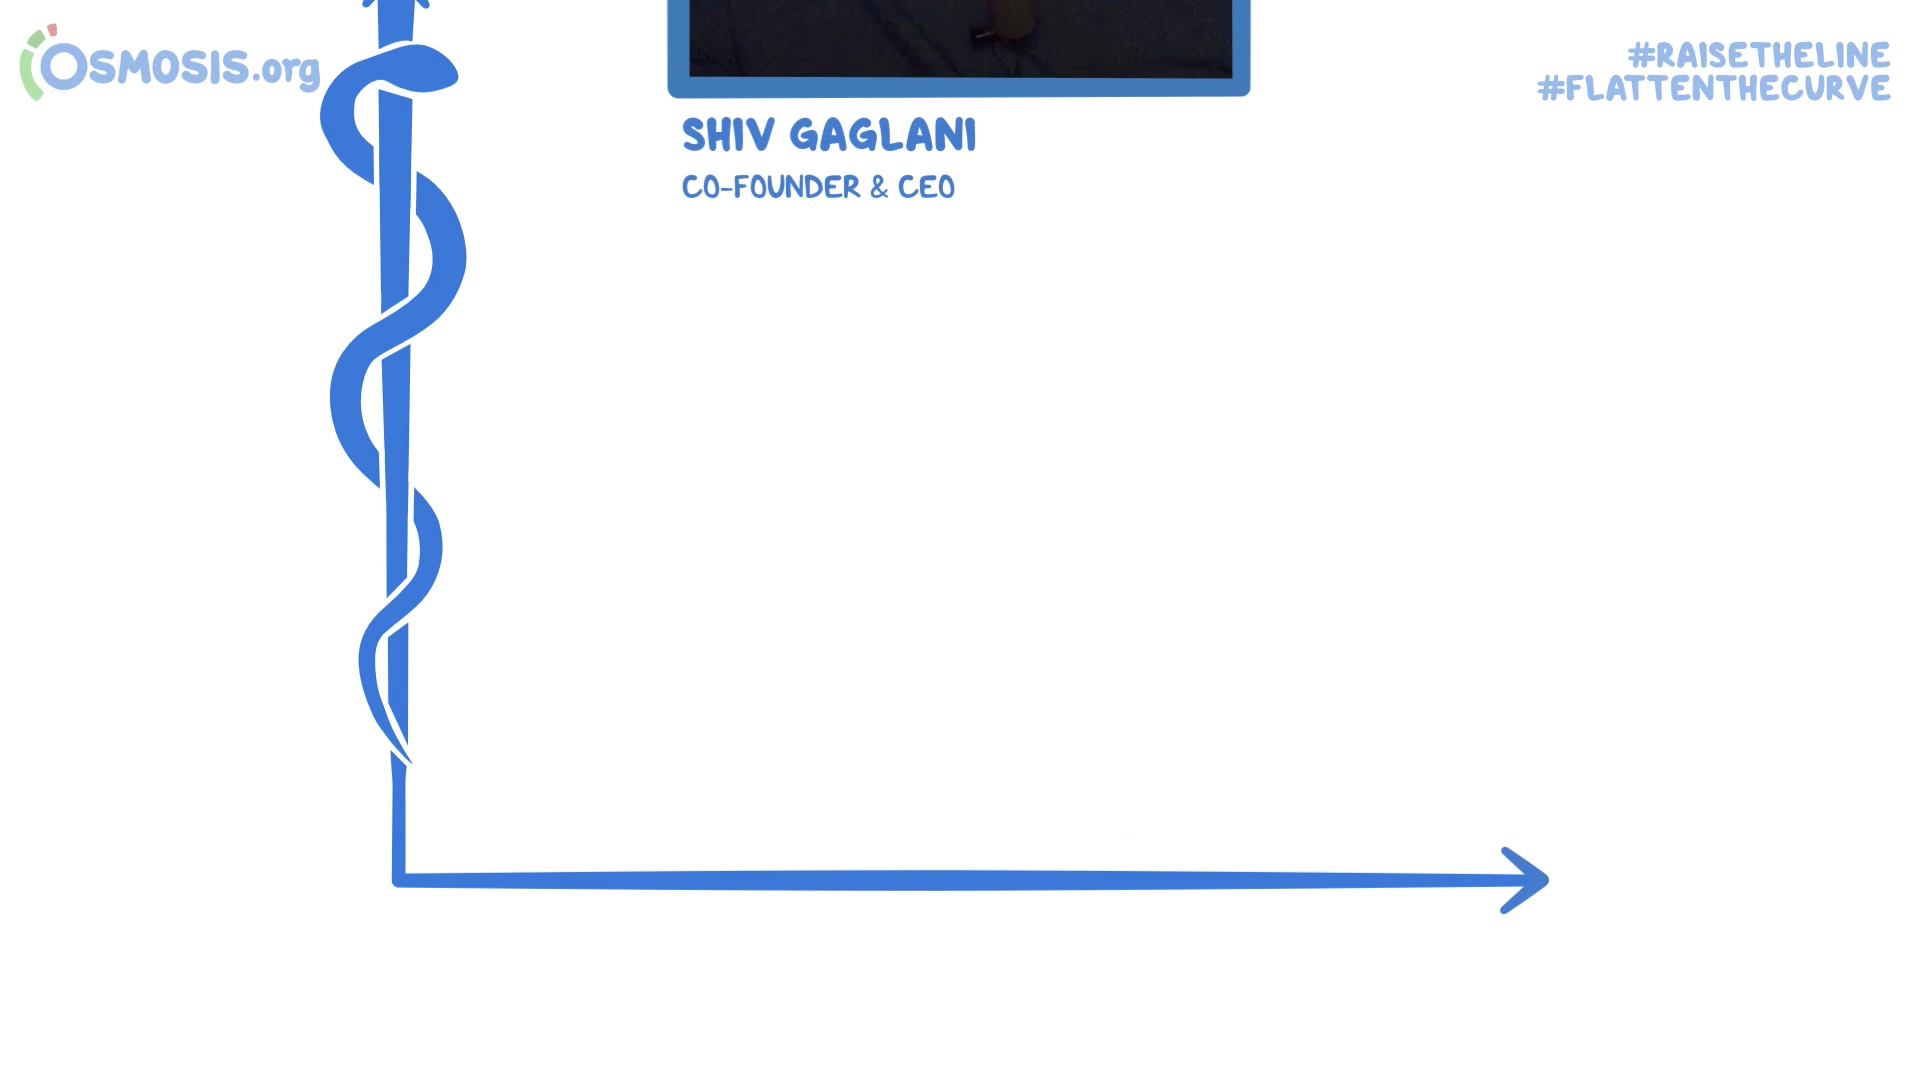 OSMOSIS.org
#RAISETHELINE
#FLATTENTHECURVE
SHIV GAGLANI
CO-FOUNDER & CEO